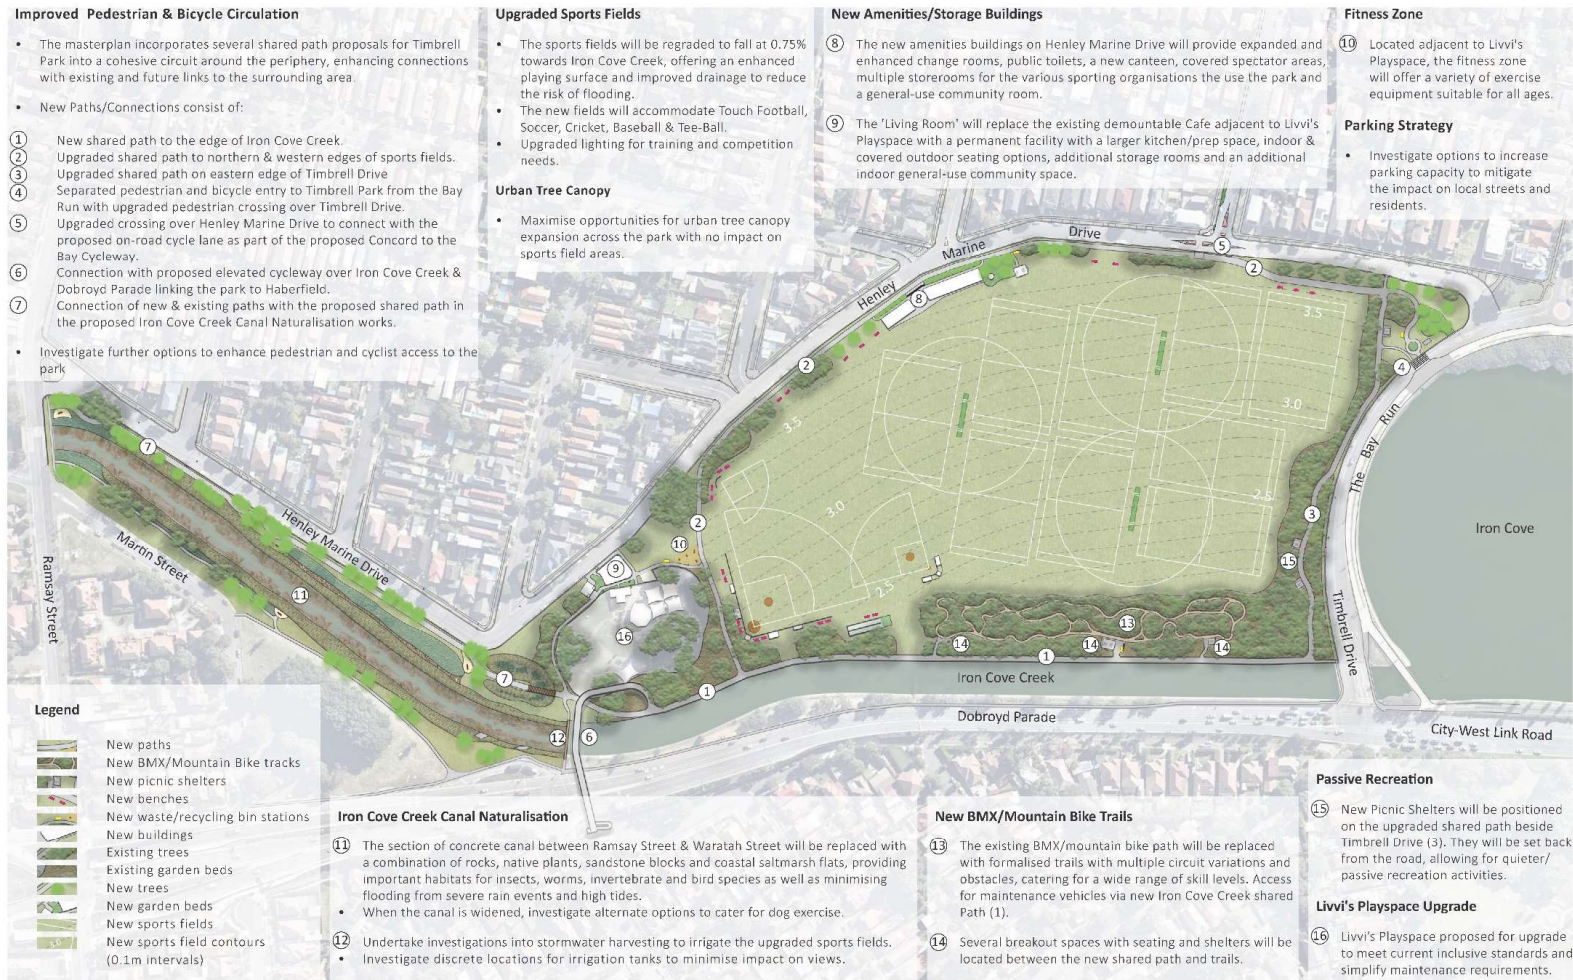 Improved Pedestrian & Bicycle Circulation
• The masterplan incorporates several shared path proposals for Timbrell
Park into a cohesive circuit around the periphery, enhancing connections
with existing and future links to the surrounding area.
• New Paths/Connections consist of:
1 New shared path to the edge of Iron Cove Creek.
2 Upgraded shared path to northern & western edges of sports fields.
3 Upgraded shared path on eastern edge of Timbrell Drive
4 Separated pedestrian and bicycle entry to Timbrell Park from the Bay
Run with upgraded pedestrian crossing over Timbrell Drive.
5 Upgraded crossing over Henley Marine Drive to connect with the
proposed on-road cycle lane as part of the proposed Concord to the
Bay Cycleway.
6 Connection with proposed elevated cycleway over Iron Cove Creek &
Dobroyd Parade linking the park to Haberfield.
7 Connection of new & existing paths with the proposed shared path in
the proposed Iron Cove Creek Canal Naturalisation works.
• Investigate further options to enhance pedestrian and cyclist access to the
park
Upgraded Sports Fields
• The sports fields will be regraded to fall at 0.75%
towards Iron Cove Creek, offering an enhanced
playing surface and improved drainage to reduce
the risk of flooding.
• The new fields will accommodate Touch Football,
Soccer, Cricket, Baseball & Tee-Ball.
• Upgraded lighting for training and competition
needs.
Urban Tree Canopy
• Maximise opportunities for urban tree canopy
expansion across the park with no impact on
sports field areas.
New Amenities/Storage Buildings
8 The new amenities buildings on Henley Marine Drive will provide expanded and
enhanced change rooms, public toilets, a new canteen, covered spectator areas,
multiple storerooms for the various sporting organisations the use the park and
a general-use community room.
9 The 'Living Room' will replace the existing demountable Cafe adjacent to Livvi's
Playspace with a permanent facility with a larger kitchen/prep space, indoor &
covered outdoor seating options, additional storage rooms and an additional
indoor general-use community space.
Fitness Zone
10 Located adjacent to Livvi's
Playspace, the fitness zone
will offer a variety of exercise
equipment suitable for all ages.
Parking Strategy
• Investigate options to increase
parking capacity to mitigate
the impact on local streets and
residents.
Henley Marine Drive
5
2
8
3.5
2
4
3.0
3.5
The Bay Run
7
2.5
3.0
2
3
Iron Cove
Henley Marine Drive
Martin Street
Ramsay Street
10
9
15
2.5
11
16
13
14
14
14
1
Timbrell Drive
7
1
Iron Cove Creek
Dobroyd Parade
12
6
City-West Link Road
Legend
New paths
New BMX/Mountain Bike tracks
New picnic shelters
New benches
New waste/recycling bin stations
New buildings
Existing trees
Existing garden beds
New trees
New garden beds
New sports fields
3.0 New sports field contours
(0.1m intervals)
Iron Cove Creek Canal Naturalisation
11 The section of concrete canal between Ramsay Street & Waratah Street will be replaced with
a combination of rocks, native plants, sandstone blocks and coastal saltmarsh flats, providing
important habitats for insects, worms, invertebrate and bird species as well as minimising
flooding from severe rain events and high tides.
• When the canal is widened, investigate alternate options to cater for dog exercise.
12 Undertake investigations into stormwater harvesting to irrigate the upgraded sports fields.
• Investigate discrete locations for irrigation tanks to minimise impact on views.
New BMX/Mountain Bike Trails
13 The existing BMX/mountain bike path will be replaced
with formalised trails with multiple circuit variations and
obstacles, catering for a wide range of skill levels. Access
for maintenance vehicles via new Iron Cove Creek shared
Path (1).
14 Several breakout spaces with seating and shelters will be
located between the new shared path and trails.
Passive Recreation
15 New Picnic Shelters will be positioned
on the upgraded shared path beside
Timbrell Drive (3). They will be set back
from the road, allowing for quieter/
passive recreation activities.
Livvi's Playspace Upgrade
16 Livvi's Playspace proposed for upgrade
to meet current inclusive standards and
simplify maintenance requirements.